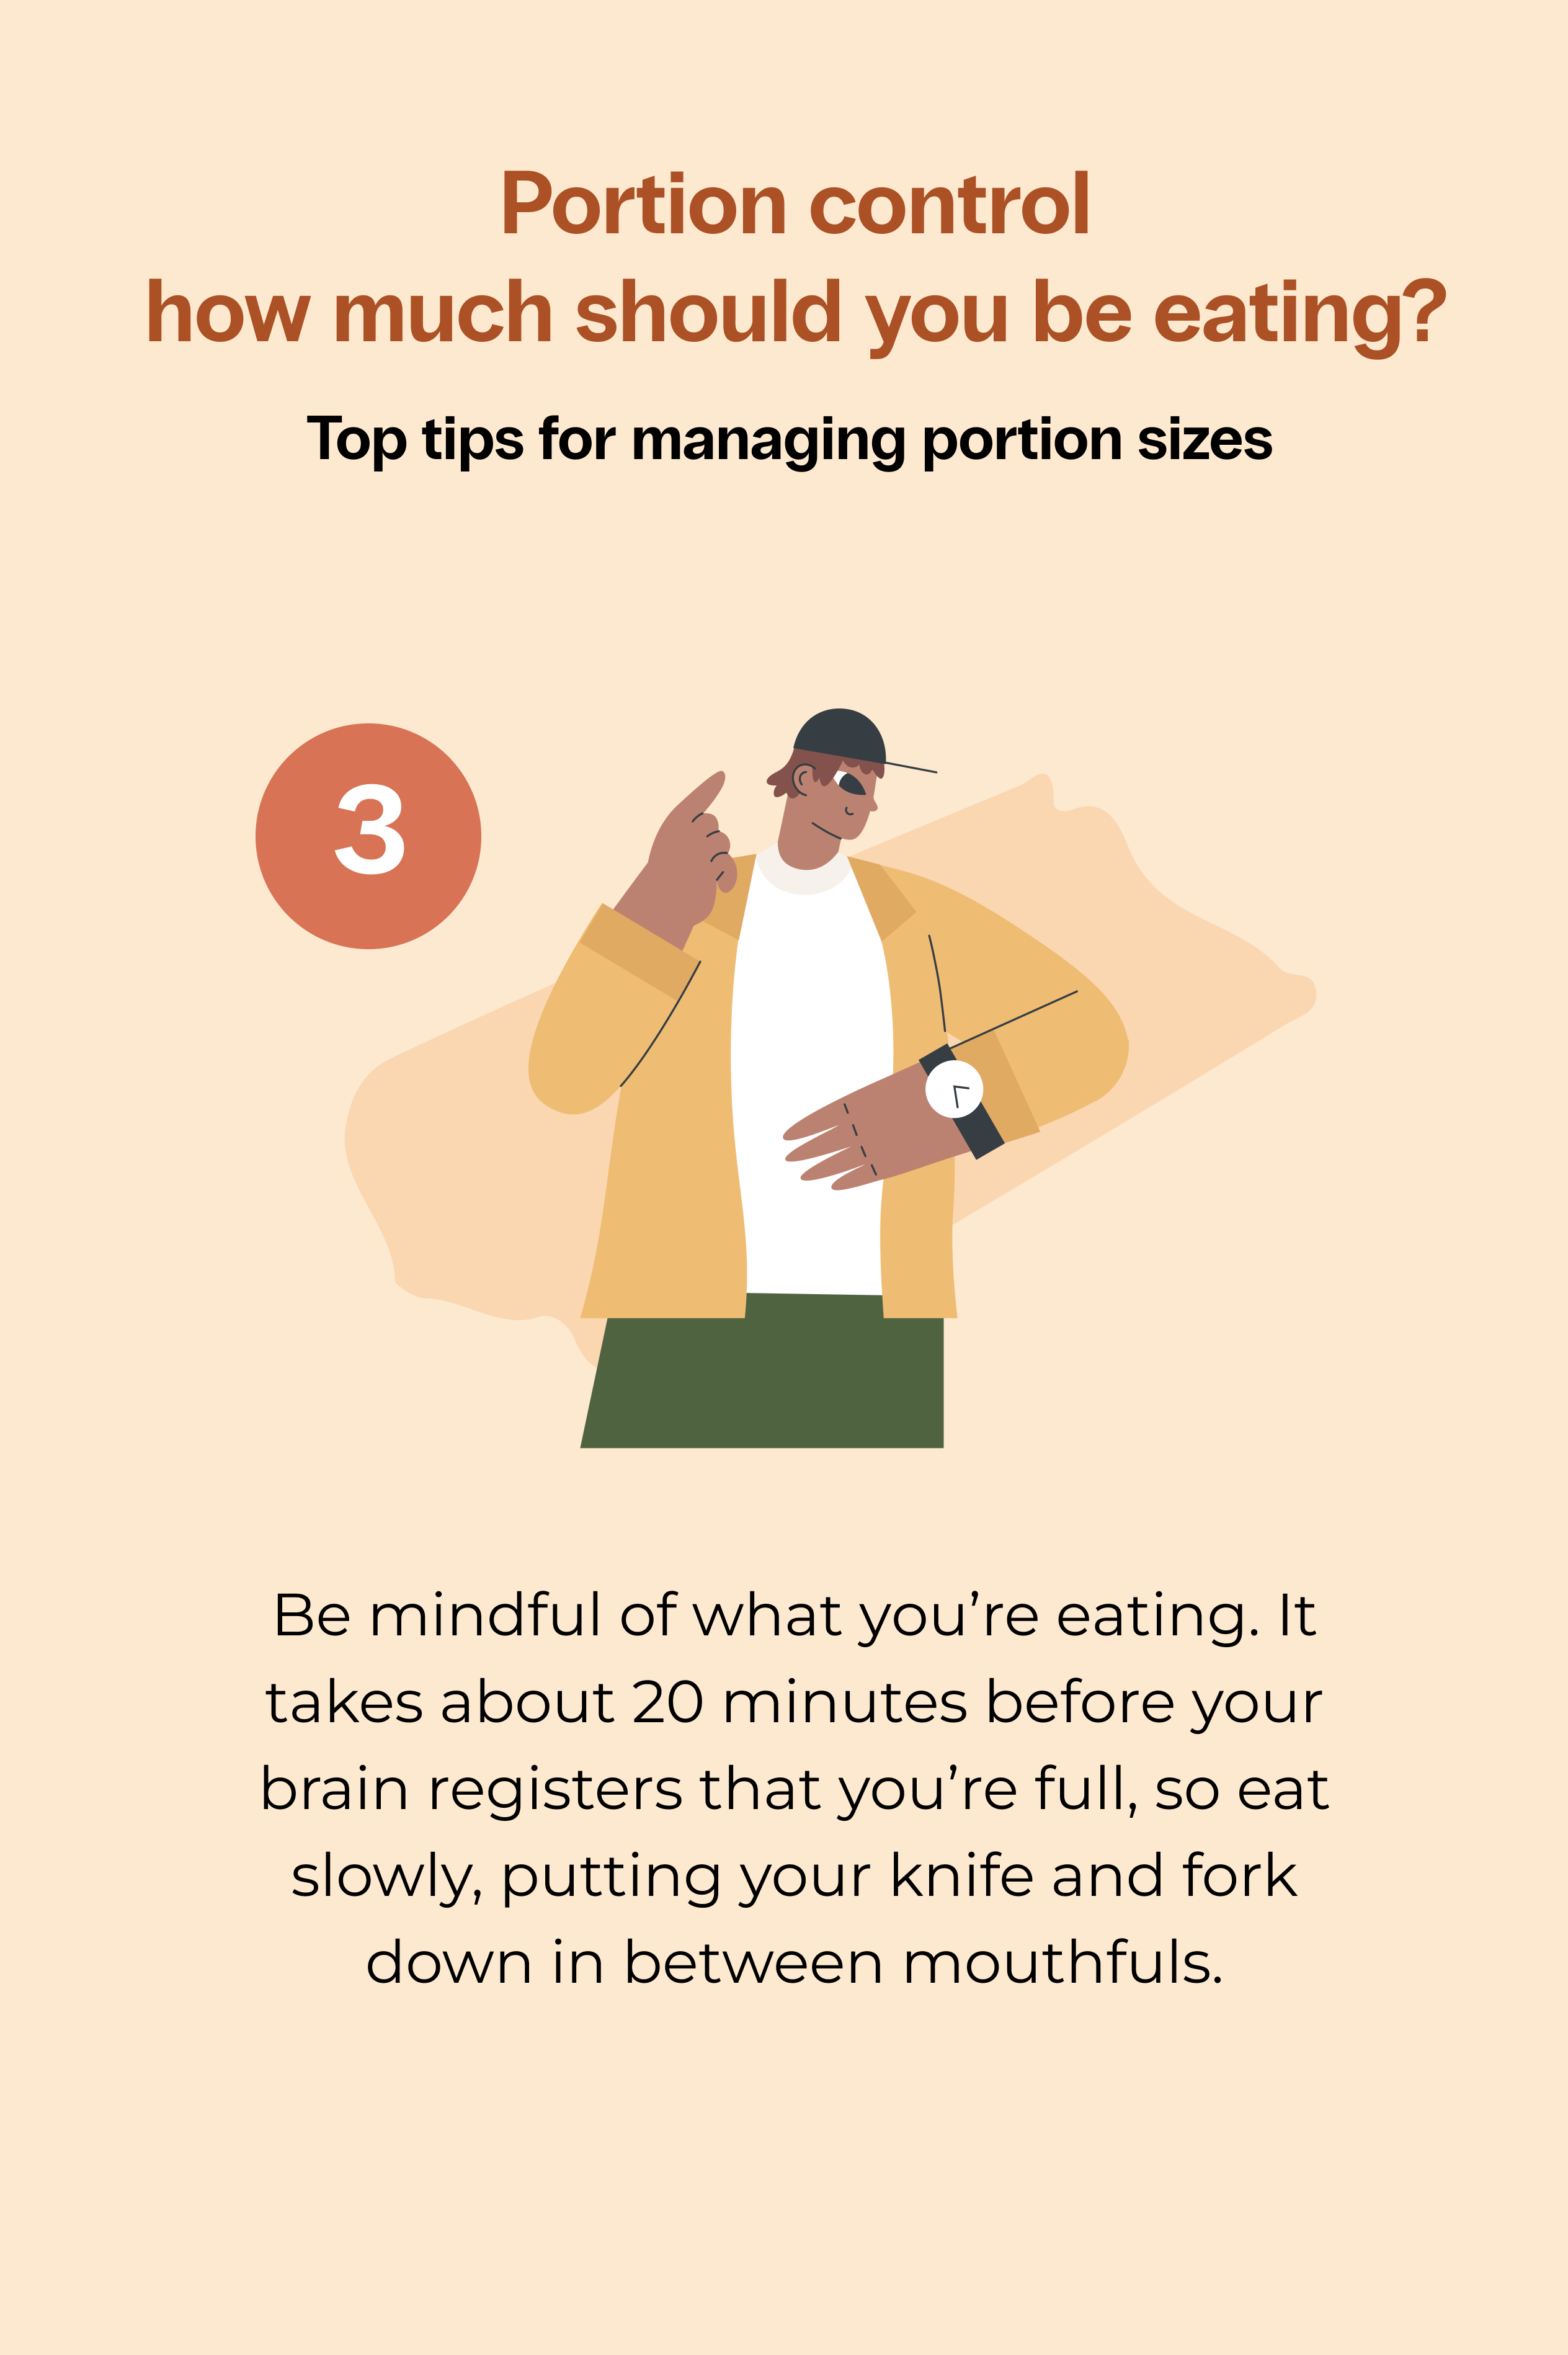 Portion control
how much should you be eating?
Top tips for managing portion sizes
3
Be mindful of what you’re eating. It
takes about 20 minutes before your
brain registers that you’re full, so eat
slowly, putting your knife and fork
down in between mouthfuls.